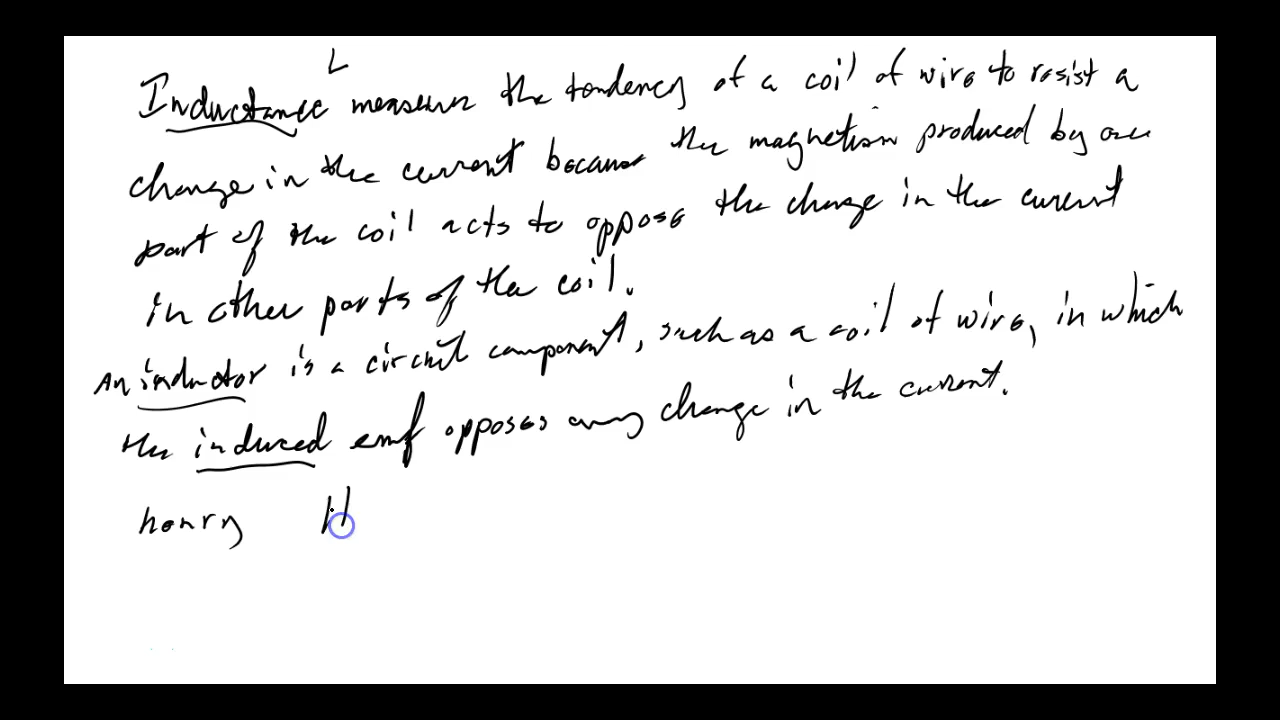 L
Inductance measures the tendency of a coil of wire to resist a
change in the current because the magnetism produced by one
part of the coil acts to oppose the change in the current
in other parts of the coil.
An inductor is a circuit component, such as a coil of wire, in which
the induced emf opposes any change in the current.
henry H